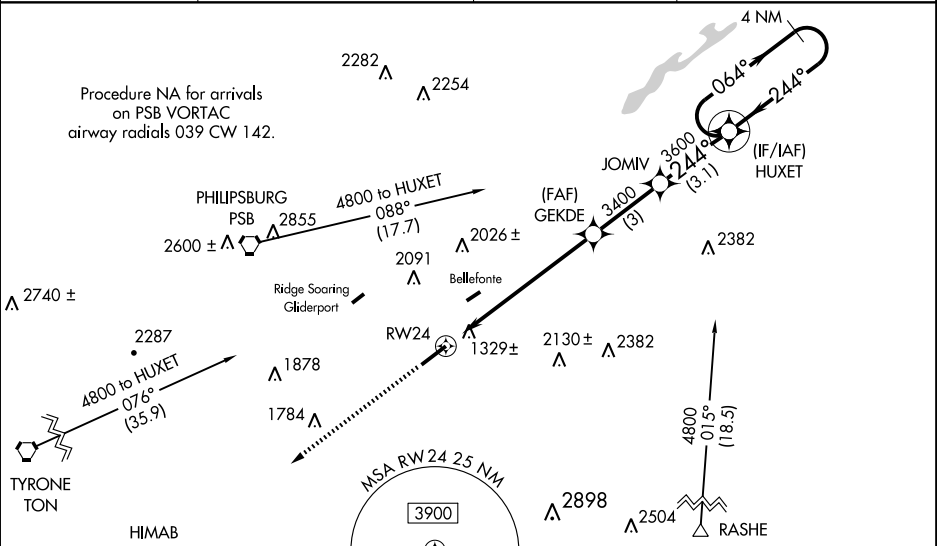 4 NM
2282
2254
064°
244°
Procedure NA for arrivals
on PSB VORTAC
airway radials 039 CW 142.
(IF/IAF)
HUXET
3600
244°
(3.1)
JOMIV
(FAF)
GEKDE
3400
(3)
PHILIPSBURG
PSB
4800 to HUXET
088°
(17.7)
2855
2600 ±
2026 ±
2382
2091
Bellefonte
Ridge Soaring
Gliderport
2740 ±
RW24
1329±
2130 ±
2382
2287
4800 to HUXET
076°
(35.9)
1878
1784
4800
015°
(18.5)
TYRONE
TON
MSA RW 24 25 NM
3900
2898
2504
RASHE
HIMAB